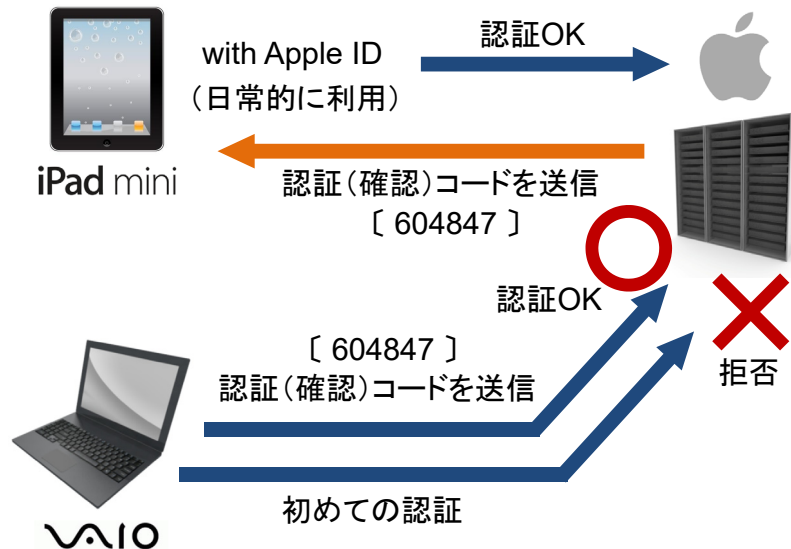 with Apple ID
（日常的に利用）
認証OK
iPad mini
認証（確認）コードを送信
〔 604847 〕
認証OK
拒否
〔 604847 〕
認証（確認）コードを送信
初めての認証
VAIO